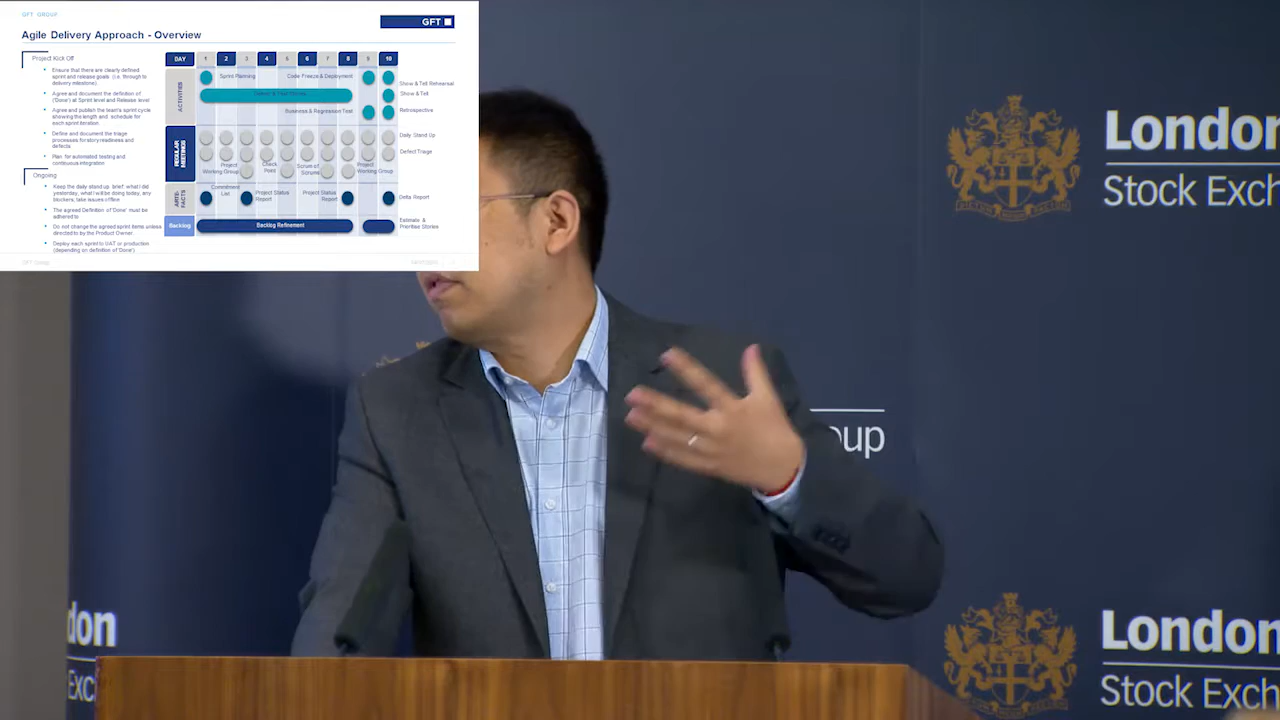 GFT GROUP
GFT
Agile Delivery Approach - Overview
Project Kick Off
Ensure that there are clearly defined
sprint and release goals (i.e. through to
delivery milestone)
Agree and document the definition of
('Done') at Sprint level and Release level
Agree and publish the team's sprint cycle
showing the length and schedule for
each sprint iteration
Define and document the triage
processes for story readiness and
defects
Plan for automated testing and
continuous integration
Ongoing
Keep the daily stand up brief: what I did
yesterday, what I will be doing today, any
blockers, take issues offline
The agreed Definition of 'Done' must be
adhered to
Do not change the agreed sprint items unless
directed to by the Product Owner.
Deploy each sprint to UAT or production
(depending on definition of 'Done')
DAY 1 2 3 4 5 6 7 8 9 10
ACTIVITIES
Sprint Planning
Code Freeze & Deployment
Business & Regression Test
Show & Tell Rehearsal
Show & Tell
Retrospective
REGULAR
MEETINGS
Daily Stand Up
Defect Triage
Project
Working Group
Check
Point
Scrum of
Scrums
Project
Working Group
ARTE-
FACTS
Commitment
List
Project Status
Report
Project Status
Report
Delta Report
Backlog
Backlog Refinement
Estimate &
Prioritise Stories
GFT Group
London
Stock Exch
oup
don
Exc
London
Stock Exch